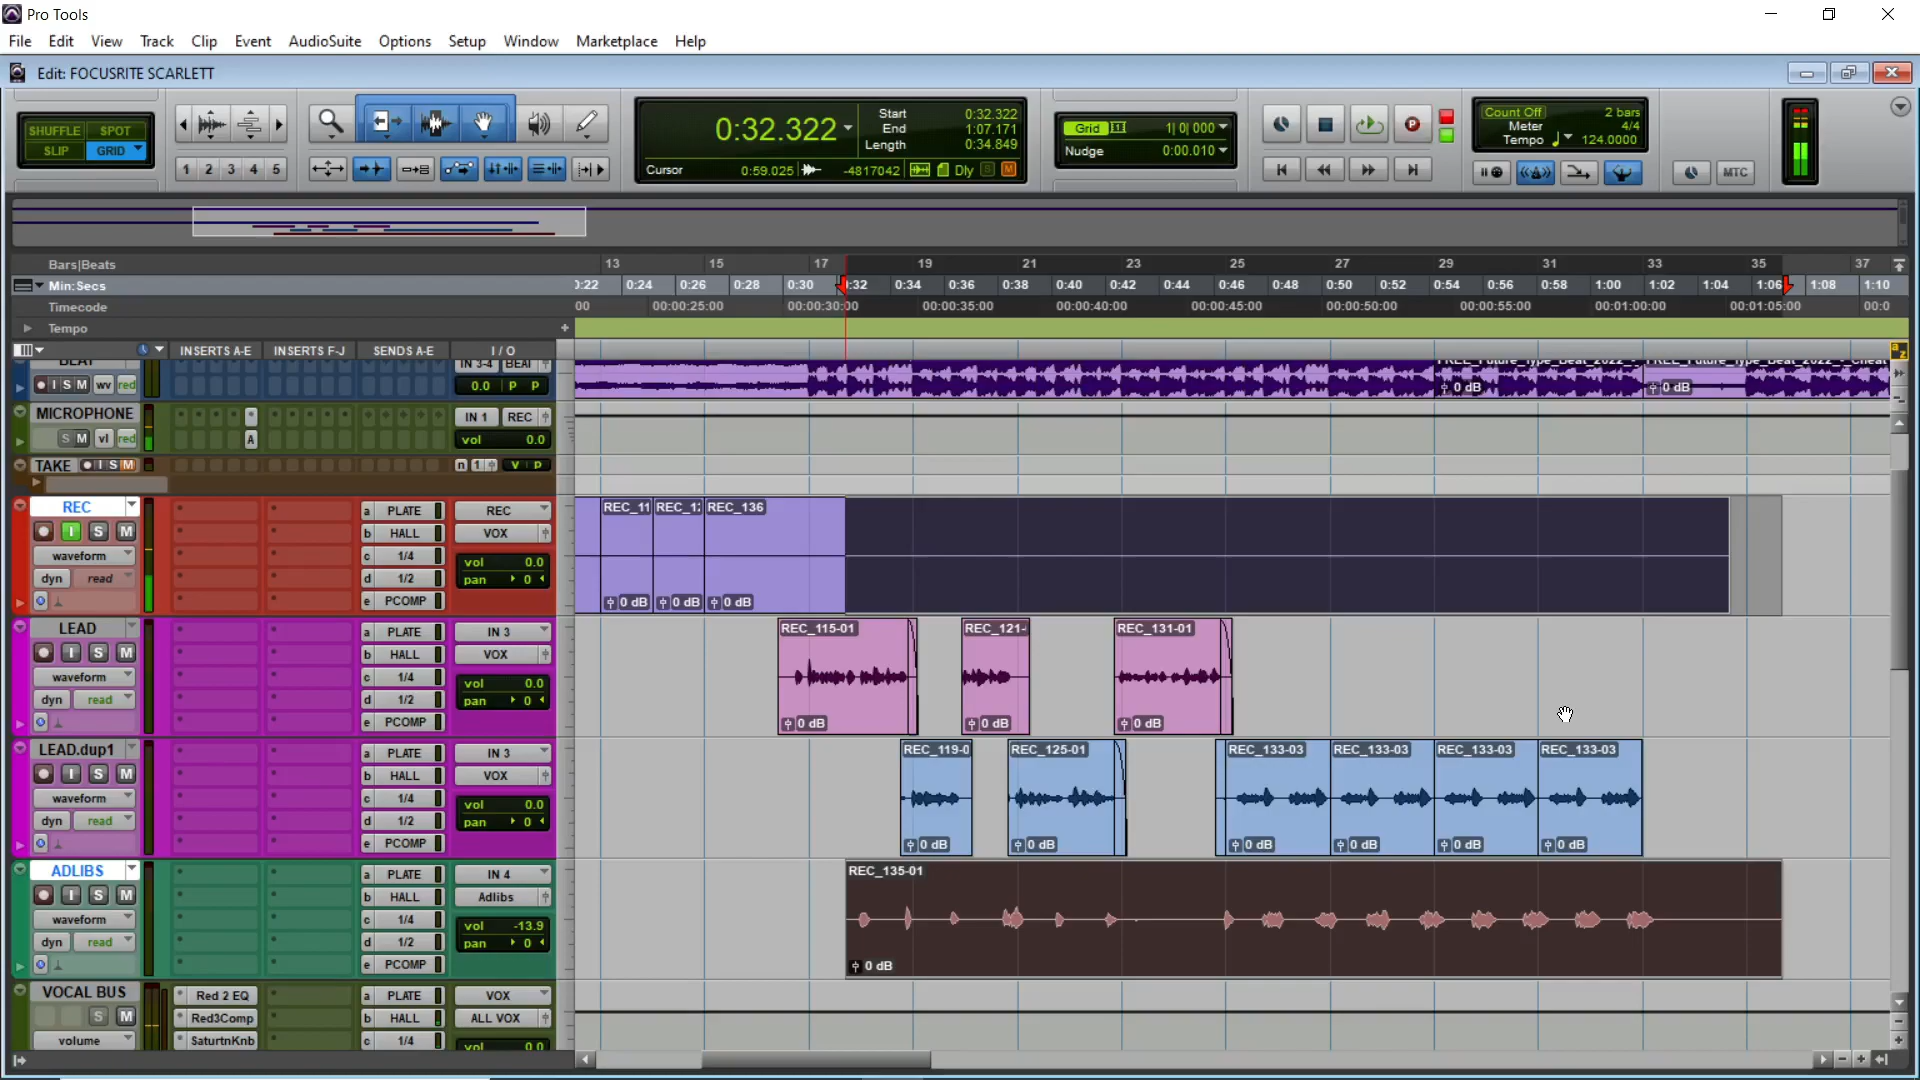 Pro Tools
File Edit View Track Clip Event AudioSuite Options Setup Window Marketplace Help
Edit: FOCUSRITE SCARLETT
SHUFFLE SPOT
SLIP GRID
1 2 3 4 5
0:32.322
Start 0:32.322
End 1:07.171
Length 0:34.849
Cursor 0:59.025 -4817042 Dly S M
Grid 1| 0| 000
Nudge 0:00.010
Count Off 2 bars
Meter 4/4
Tempo 124.0000
MTC
Bars|Beats 13 15 17 19 21 23 25 27 29 31 33 35 37
Min:Secs 0:24 0:26 0:28 0:30 0:34 0:36 0:38 0:40 0:42 0:44 0:46 0:48 0:50 0:52 0:54 0:56 0:58 1:00 1:02 1:04 1:08 1:10
Timecode 00:00:25:00 00:00:35:00 00:00:40:00 00:00:45:00 00:00:50:00 00:00:55:00 00:01:00:00 00:01:05:00
Tempo
INSERTS A-E INSERTS F-J SENDS A-E I / O
BEAT IN 3-4 BEAT
I S M wv red 0.0 P P 0 dB 0 dB
MICROPHONE IN 1 REC
S M vl red A vol 0.0
TAKE I S M n 1 V P
REC a PLATE REC REC_136
I S M b HALL VOX
waveform c 1/4 vol 0.0
dyn read d 1/2 pan 0
e PCOMP 0 dB 0 dB 0 dB
LEAD a PLATE IN 3 REC_115-01 REC_121- REC_131-01
I S M b HALL VOX
waveform c 1/4 vol 0.0
dyn read d 1/2 pan 0
e PCOMP 0 dB 0 dB 0 dB
LEAD.dup1 a PLATE IN 3 REC_119-0 REC_125-01 REC_133-03 REC_133-03 REC_133-03 REC_133-03
I S M b HALL VOX
waveform c 1/4 vol 0.0
dyn read d 1/2 pan 0
e PCOMP 0 dB 0 dB 0 dB 0 dB 0 dB 0 dB
ADLIBS a PLATE IN 4 REC_135-01
I S M b HALL Adlibs
waveform c 1/4 vol -13.9
dyn read d 1/2 pan 0
e PCOMP 0 dB
VOCAL BUS Red 2 EQ a PLATE VOX
S M Red3Comp b HALL ALL VOX
volume SaturtnKnb c 1/4 vol 0.0